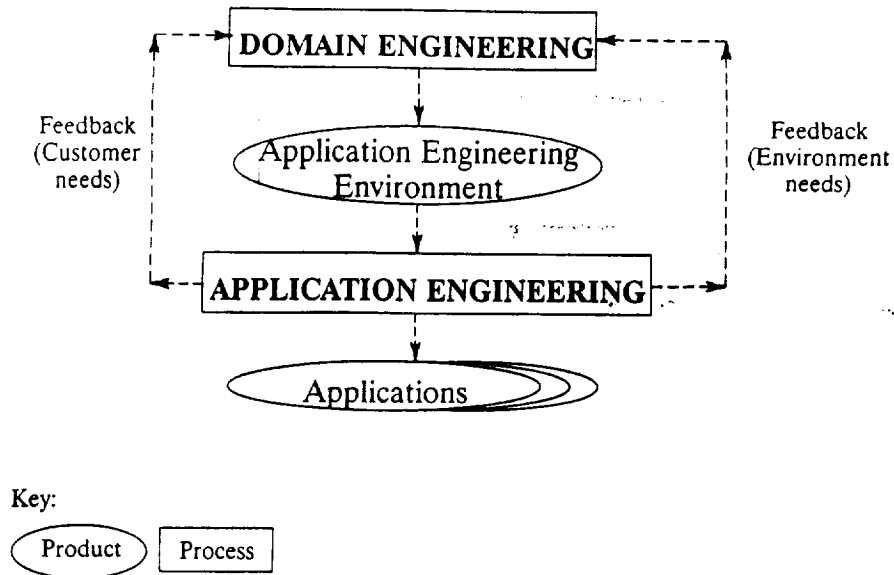 DOMAIN ENGINEERING
Feedback
(Customer
needs)
Feedback
(Environment
needs)
Application Engineering
Environment
APPLICATION ENGINEERING
Applications
Key:
Product
Process